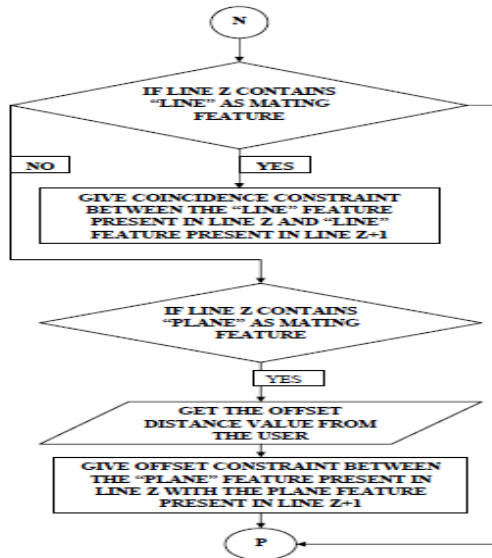 N
IF LINE Z CONTAINS
“LINE” AS MATING
FEATURE
NO
YES
GIVE COINCIDENCE CONSTRAINT
BETWEEN THE “LINE” FEATURE
PRESENT IN LINE Z AND “LINE”
FEATURE PRESENT IN LINE Z+1
IF LINE Z CONTAINS
“PLANE” AS MATING
FEATURE
YES
GET THE OFFSET
DISTANCE VALUE FROM
THE USER
GIVE OFFSET CONSTRAINT BETWEEN
THE “PLANE” FEATURE PRESENT IN
LINE Z WITH THE PLANE FEATURE
PRESENT IN LINE Z+1
P